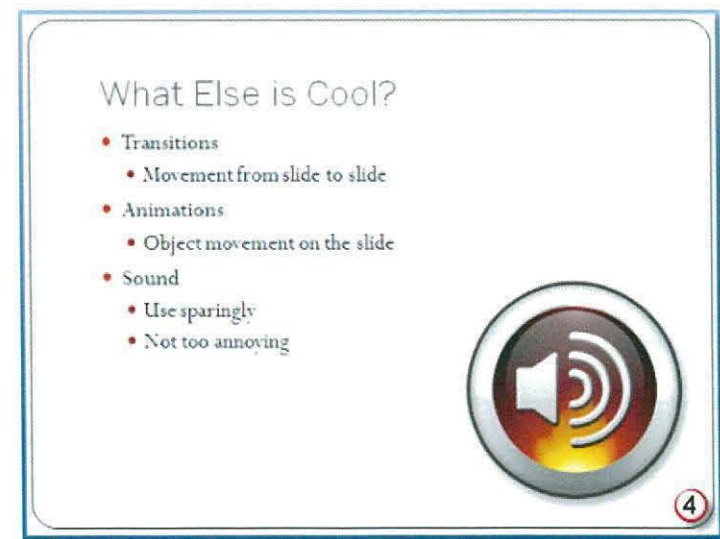 What Else is Cool?
• Transitions
• Movement from slide to slide
• Animations
• Object movement on the slide
• Sound
• Use sparingly
• Not too annoying
4